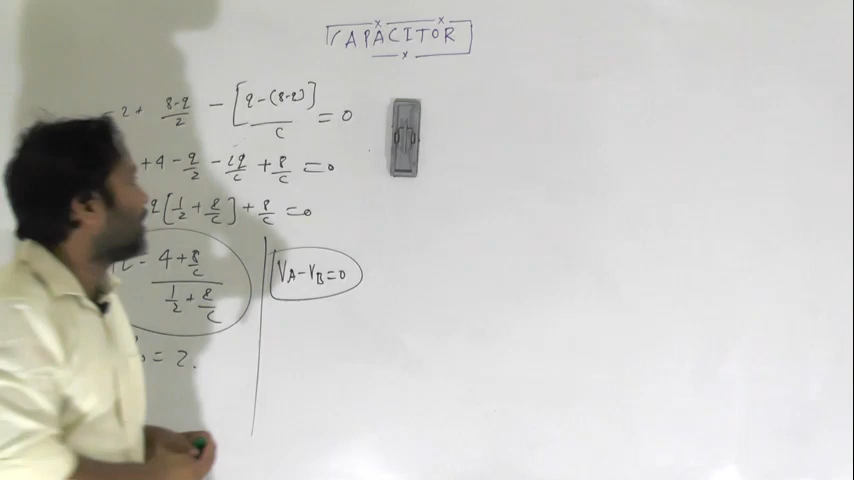 CAPACITOR
2 + 8-q/2 - [q-(8-q)]/C = 0
+ 4 - q/2 - 2q/C + 8/C = 0
q[1/2 + 8/C] + 8/C = 0
4 + 8/C / 1/2 + 8/C
VA - VB = 0
= 2.